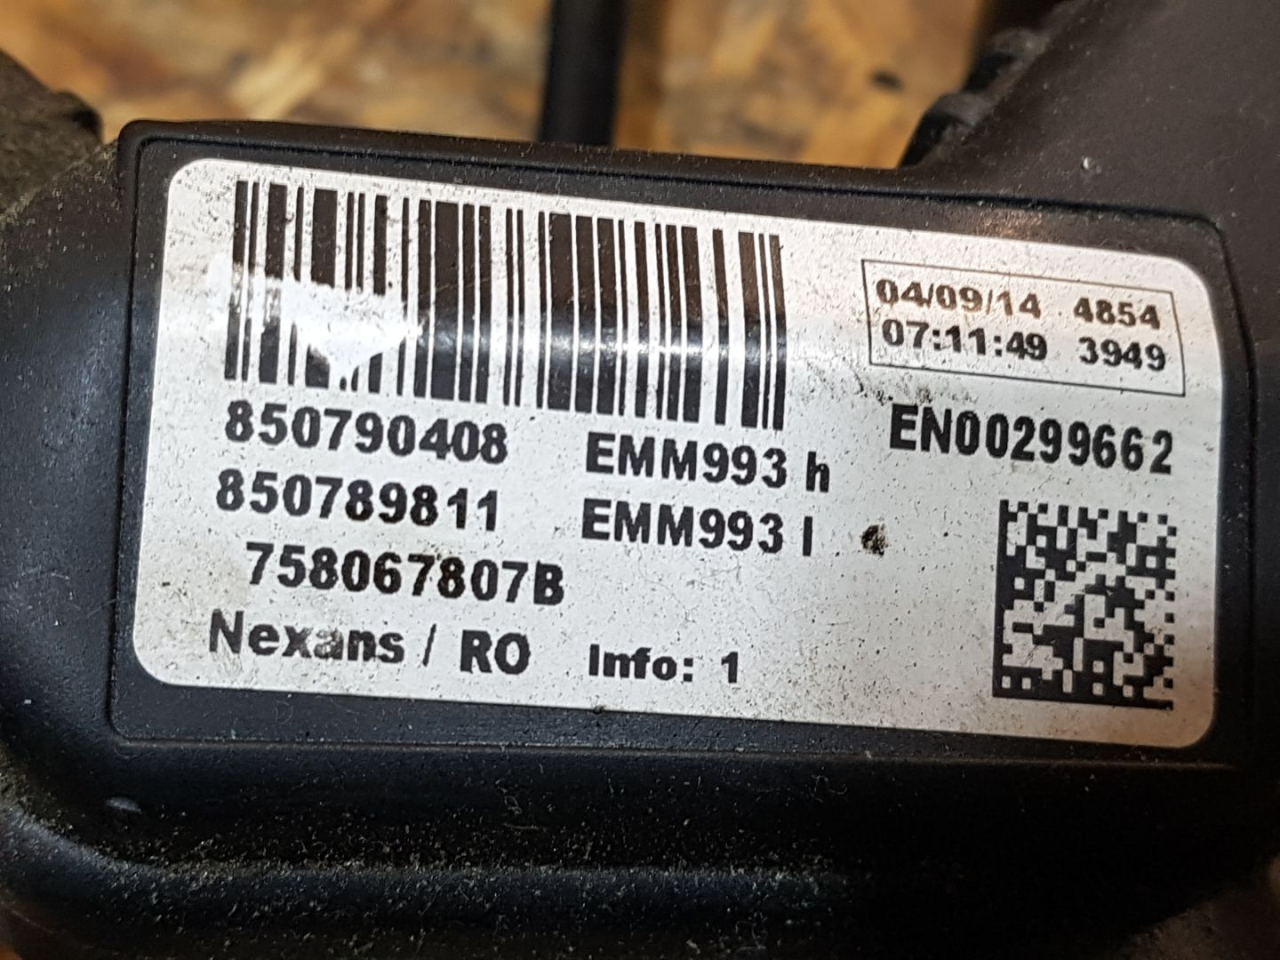 04/09/14 4854
07:11:49 3949
850790408 EMM993 h EN00299662
850789811 EMM993 l
758067807B
Nexans / RO Info: 1